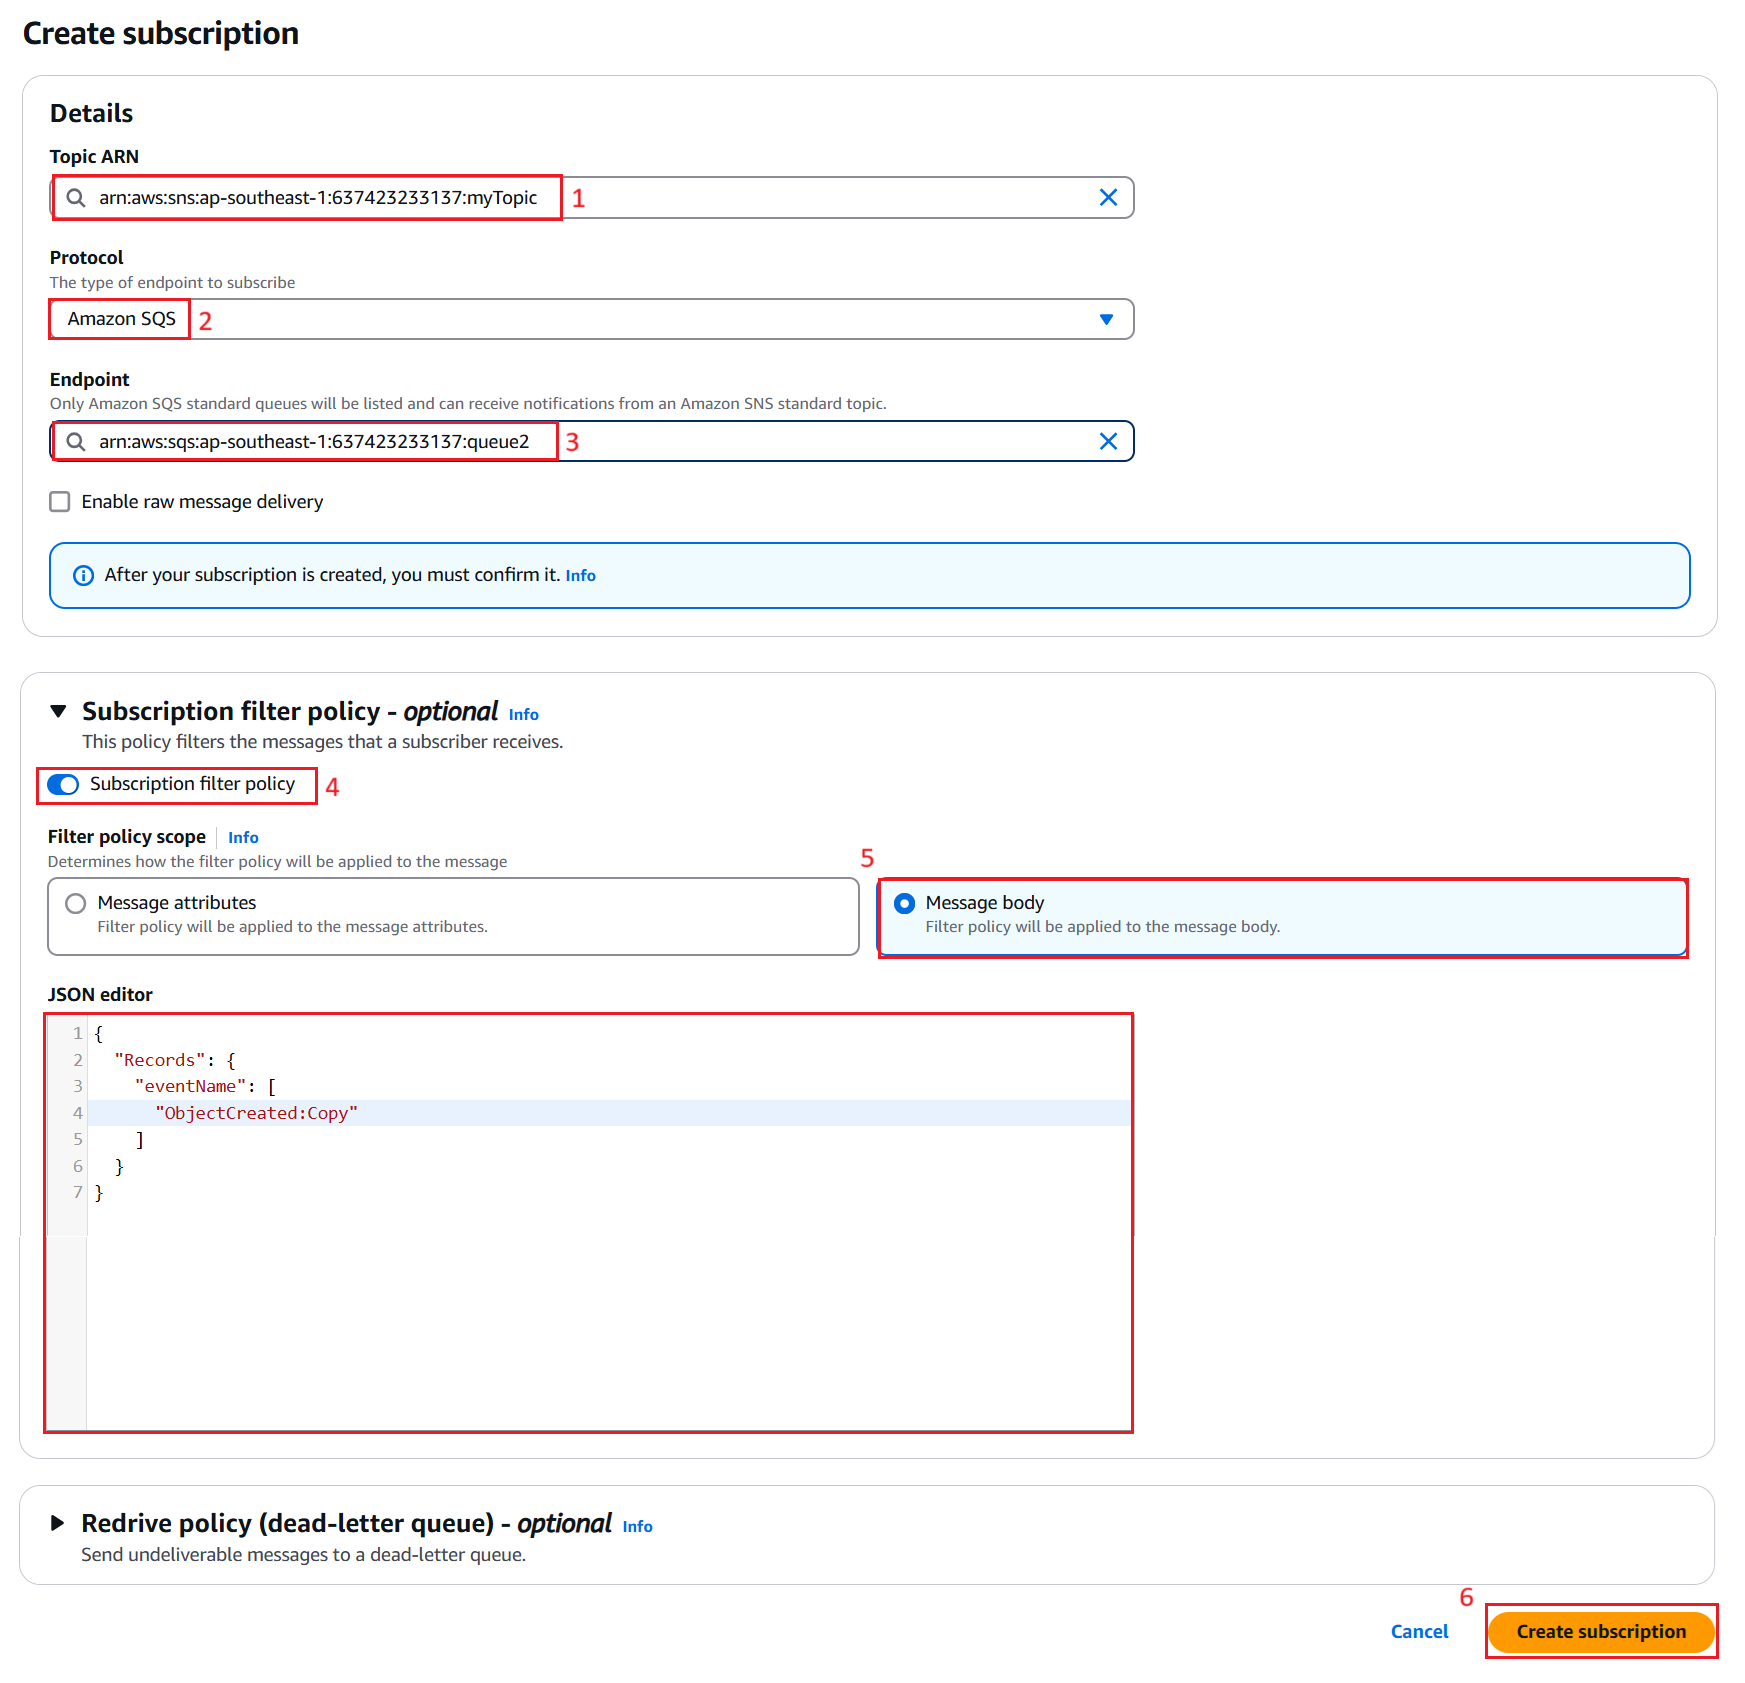 Create subscription
Details
Topic ARN
arn:aws:sns:ap-southeast-1:637423233137:myTopic 1
Protocol
The type of endpoint to subscribe
Amazon SQS 2
Endpoint
Only Amazon SQS standard queues will be listed and can receive notifications from an Amazon SNS standard topic.
arn:aws:sqs:ap-southeast-1:637423233137:queue2 3
Enable raw message delivery
After your subscription is created, you must confirm it. Info
Subscription filter policy - optional Info
This policy filters the messages that a subscriber receives.
Subscription filter policy 4
Filter policy scope Info
Determines how the filter policy will be applied to the message
5
Message attributes
Filter policy will be applied to the message attributes.
Message body
Filter policy will be applied to the message body.
JSON editor
1 {
2 "Records": {
3 "eventName": [
4 "ObjectCreated:Copy"
5 ]
6 }
7 }
Redrive policy (dead-letter queue) - optional Info
Send undeliverable messages to a dead-letter queue.
6
Cancel
Create subscription